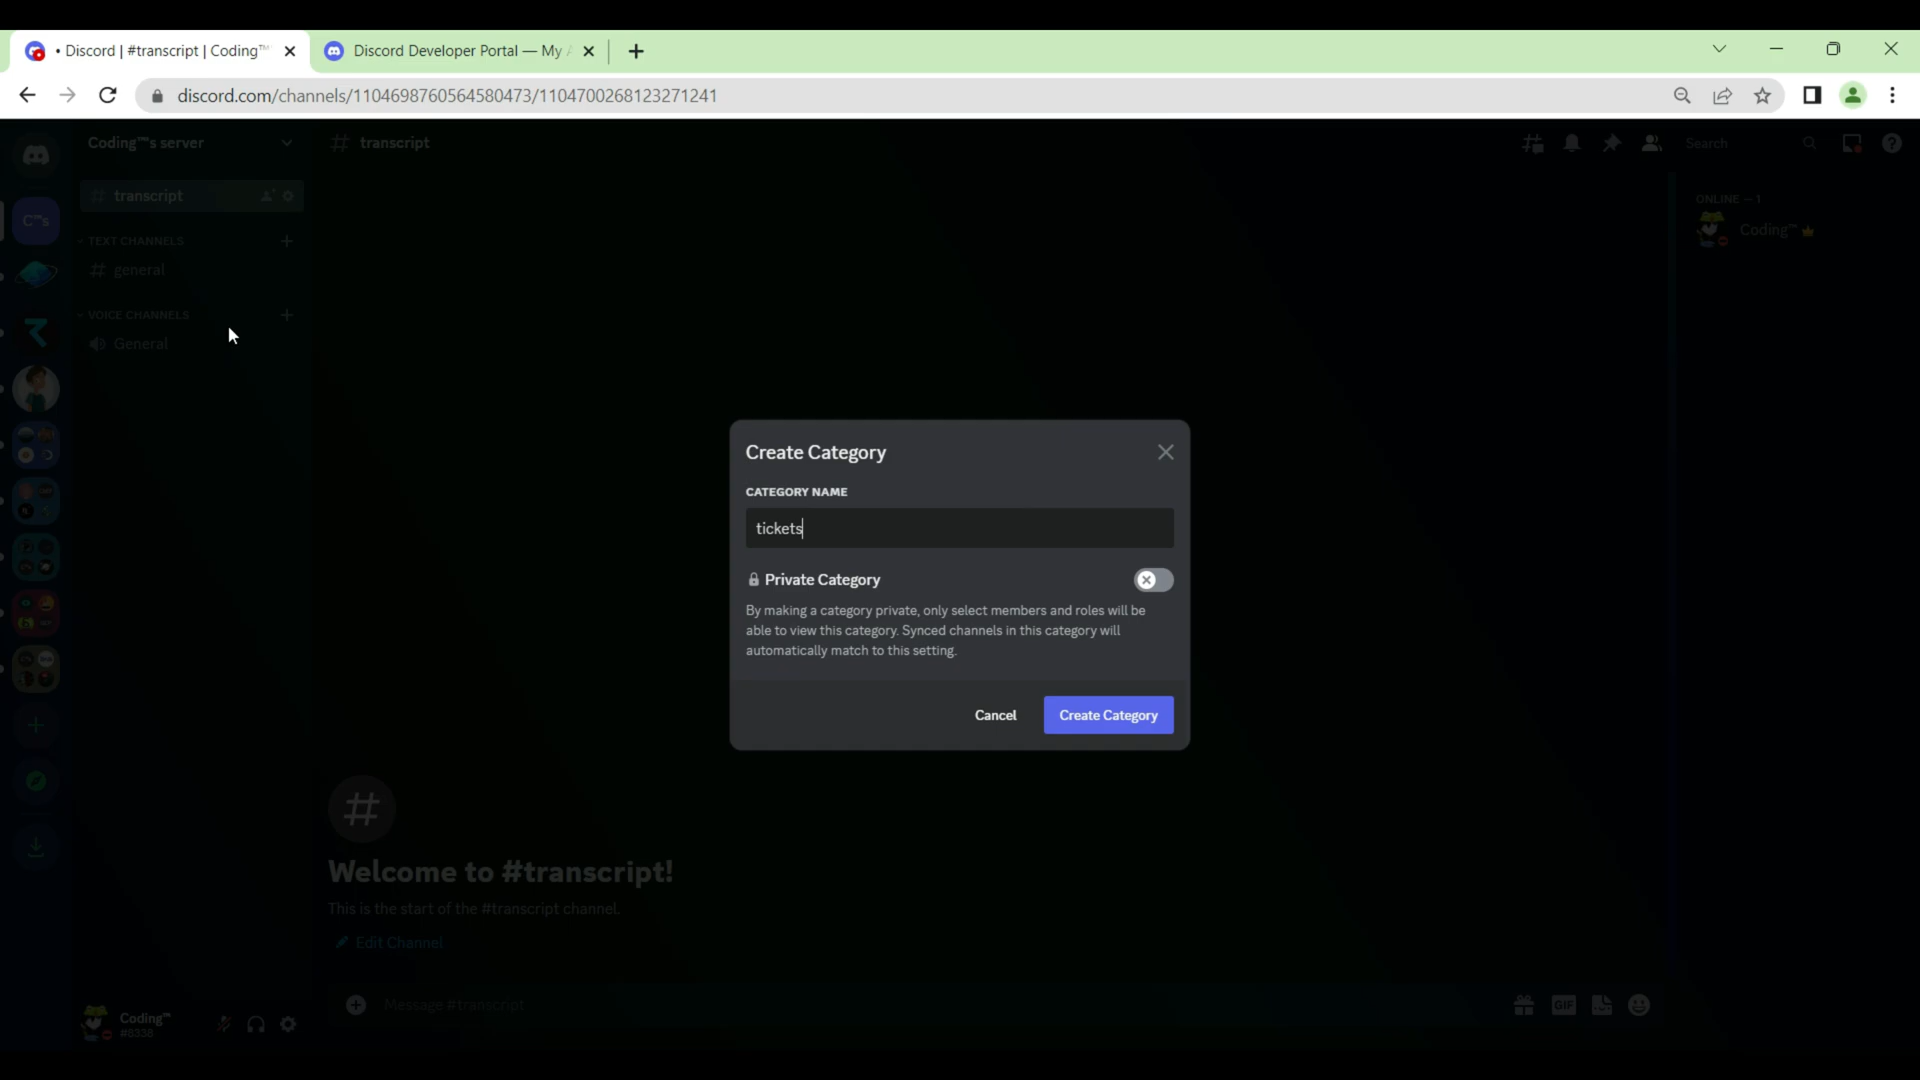 • Discord | #transcript | Coding™
Discord Developer Portal — My
discord.com/channels/1104698760564580473/1104700268123271241
Coding™s server
transcript
Search
transcript
ONLINE — 1
C™s
Coding™
TEXT CHANNELS
general
VOICE CHANNELS
General
Create Category
CATEGORY NAME
tickets
Private Category
By making a category private, only select members and roles will be
able to view this category. Synced channels in this category will
automatically match to this setting.
Cancel
Create Category
Welcome to #transcript!
This is the start of the #transcript channel.
Edit Channel
Message #transcript
GIF
Coding™
#8338